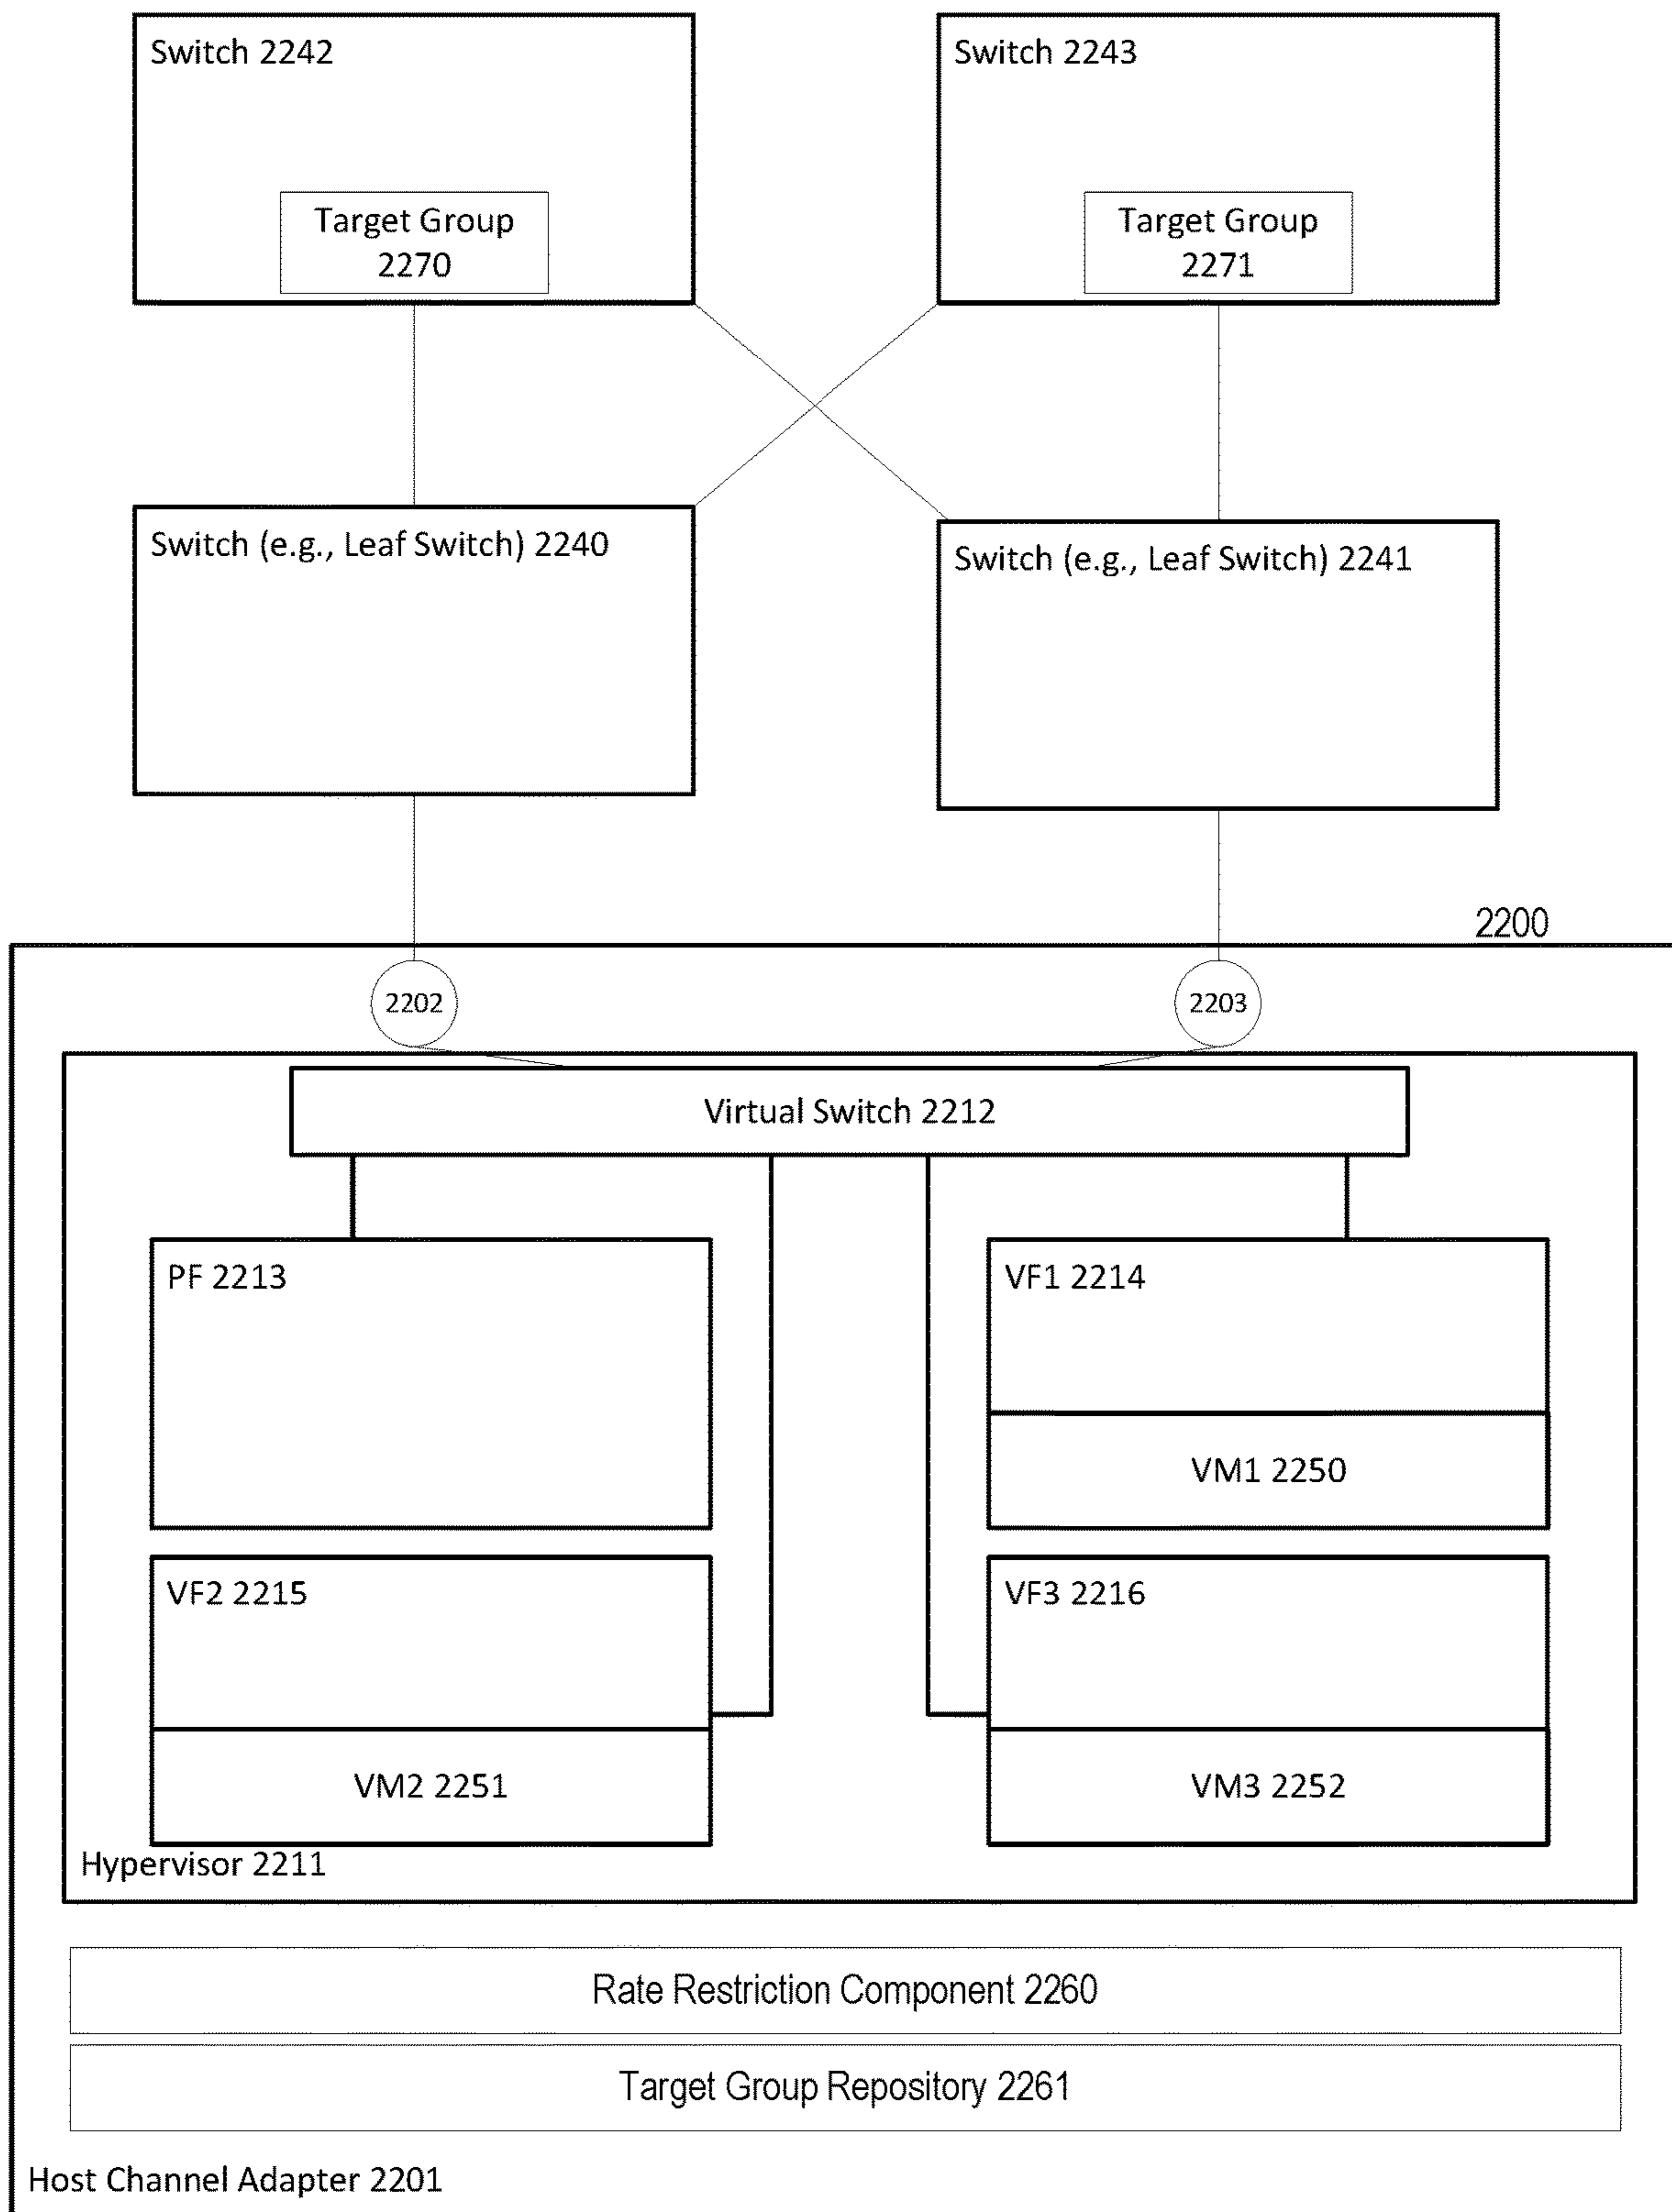 Switch 2242
Switch 2243
Target Group
2270
Target Group
2271
Switch (e.g., Leaf Switch) 2240
Switch (e.g., Leaf Switch) 2241
2200
2202
2203
Virtual Switch 2212
PF 2213
VF1 2214
VM1 2250
VF2 2215
VF3 2216
VM2 2251
VM3 2252
Hypervisor 2211
Rate Restriction Component 2260
Target Group Repository 2261
Host Channel Adapter 2201